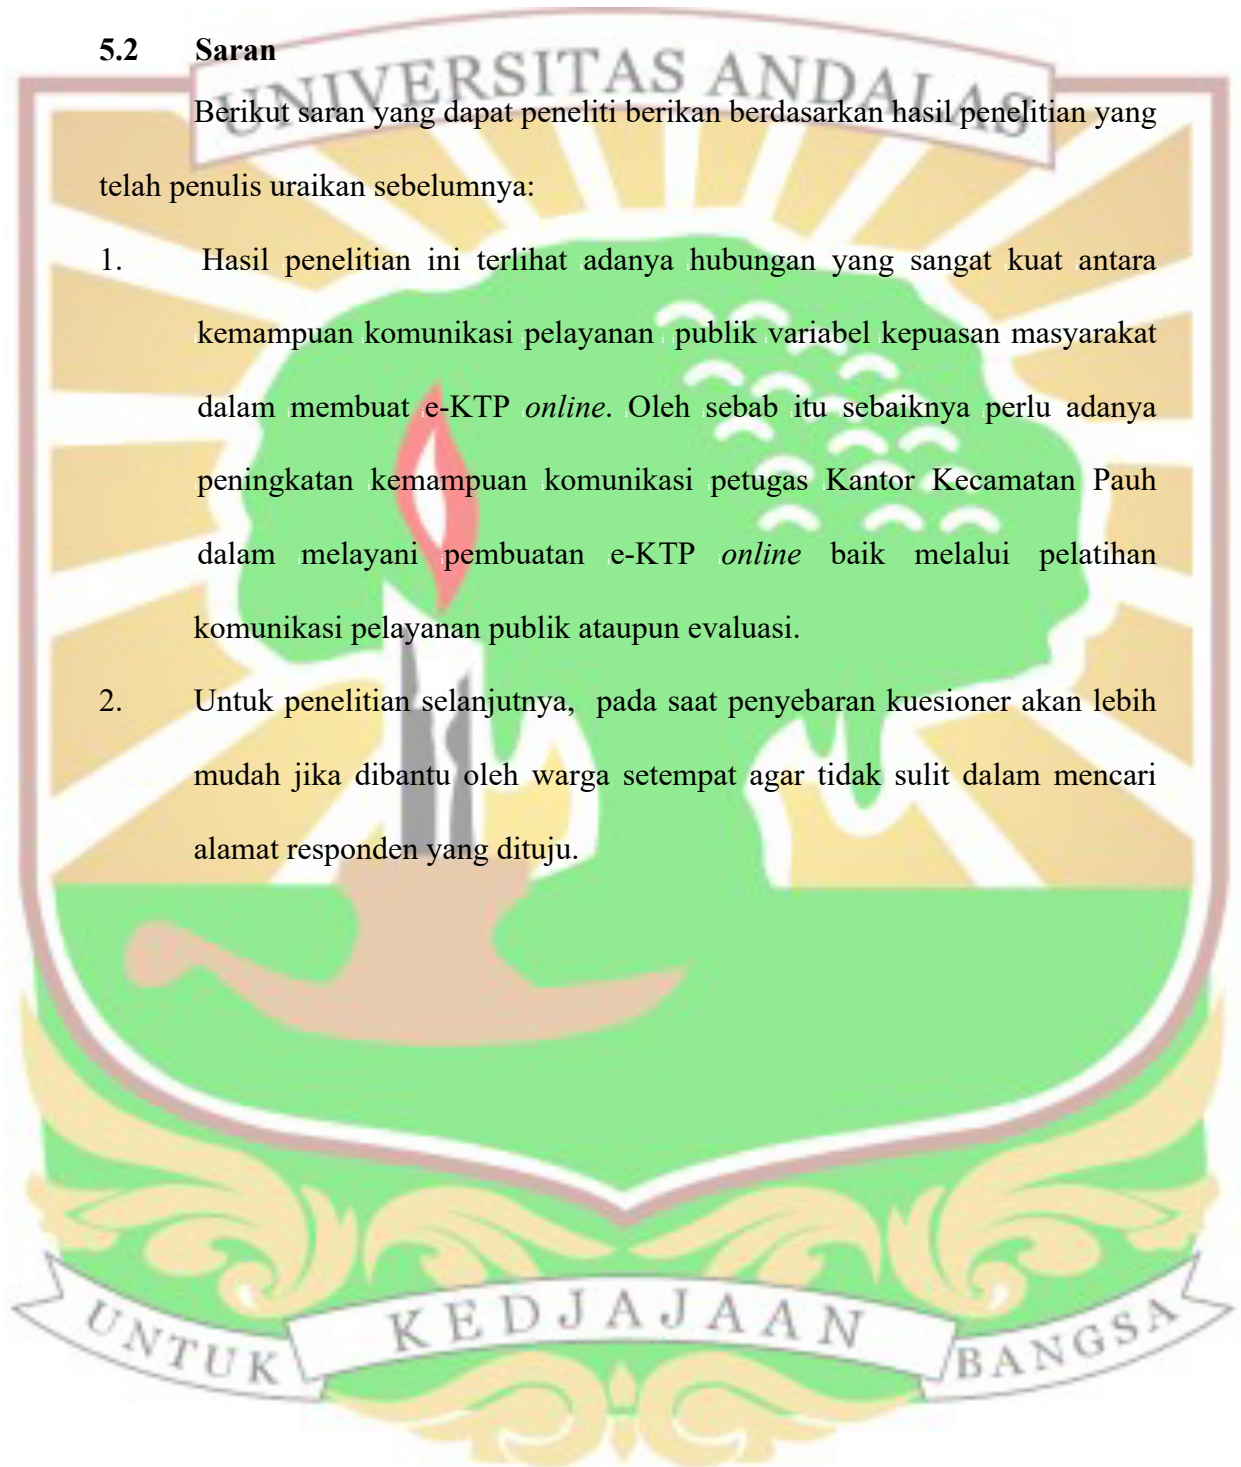 5.2 Saran
UNIVERSITAS ANDALAS
Berikut saran yang dapat peneliti berikan berdasarkan hasil penelitian yang
telah penulis uraikan sebelumnya:
1. Hasil penelitian ini terlihat adanya hubungan yang sangat kuat antara
kemampuan komunikasi pelayanan publik variabel kepuasan masyarakat
dalam membuat e-KTP online. Oleh sebab itu sebaiknya perlu adanya
peningkatan kemampuan komunikasi petugas Kantor Kecamatan Pauh
dalam melayani pembuatan e-KTP online baik melalui pelatihan
komunikasi pelayanan publik ataupun evaluasi.
2. Untuk penelitian selanjutnya, pada saat penyebaran kuesioner akan lebih
mudah jika dibantu oleh warga setempat agar tidak sulit dalam mencari
alamat responden yang dituju.
UNTUK KEDJAJAAN BANGSA